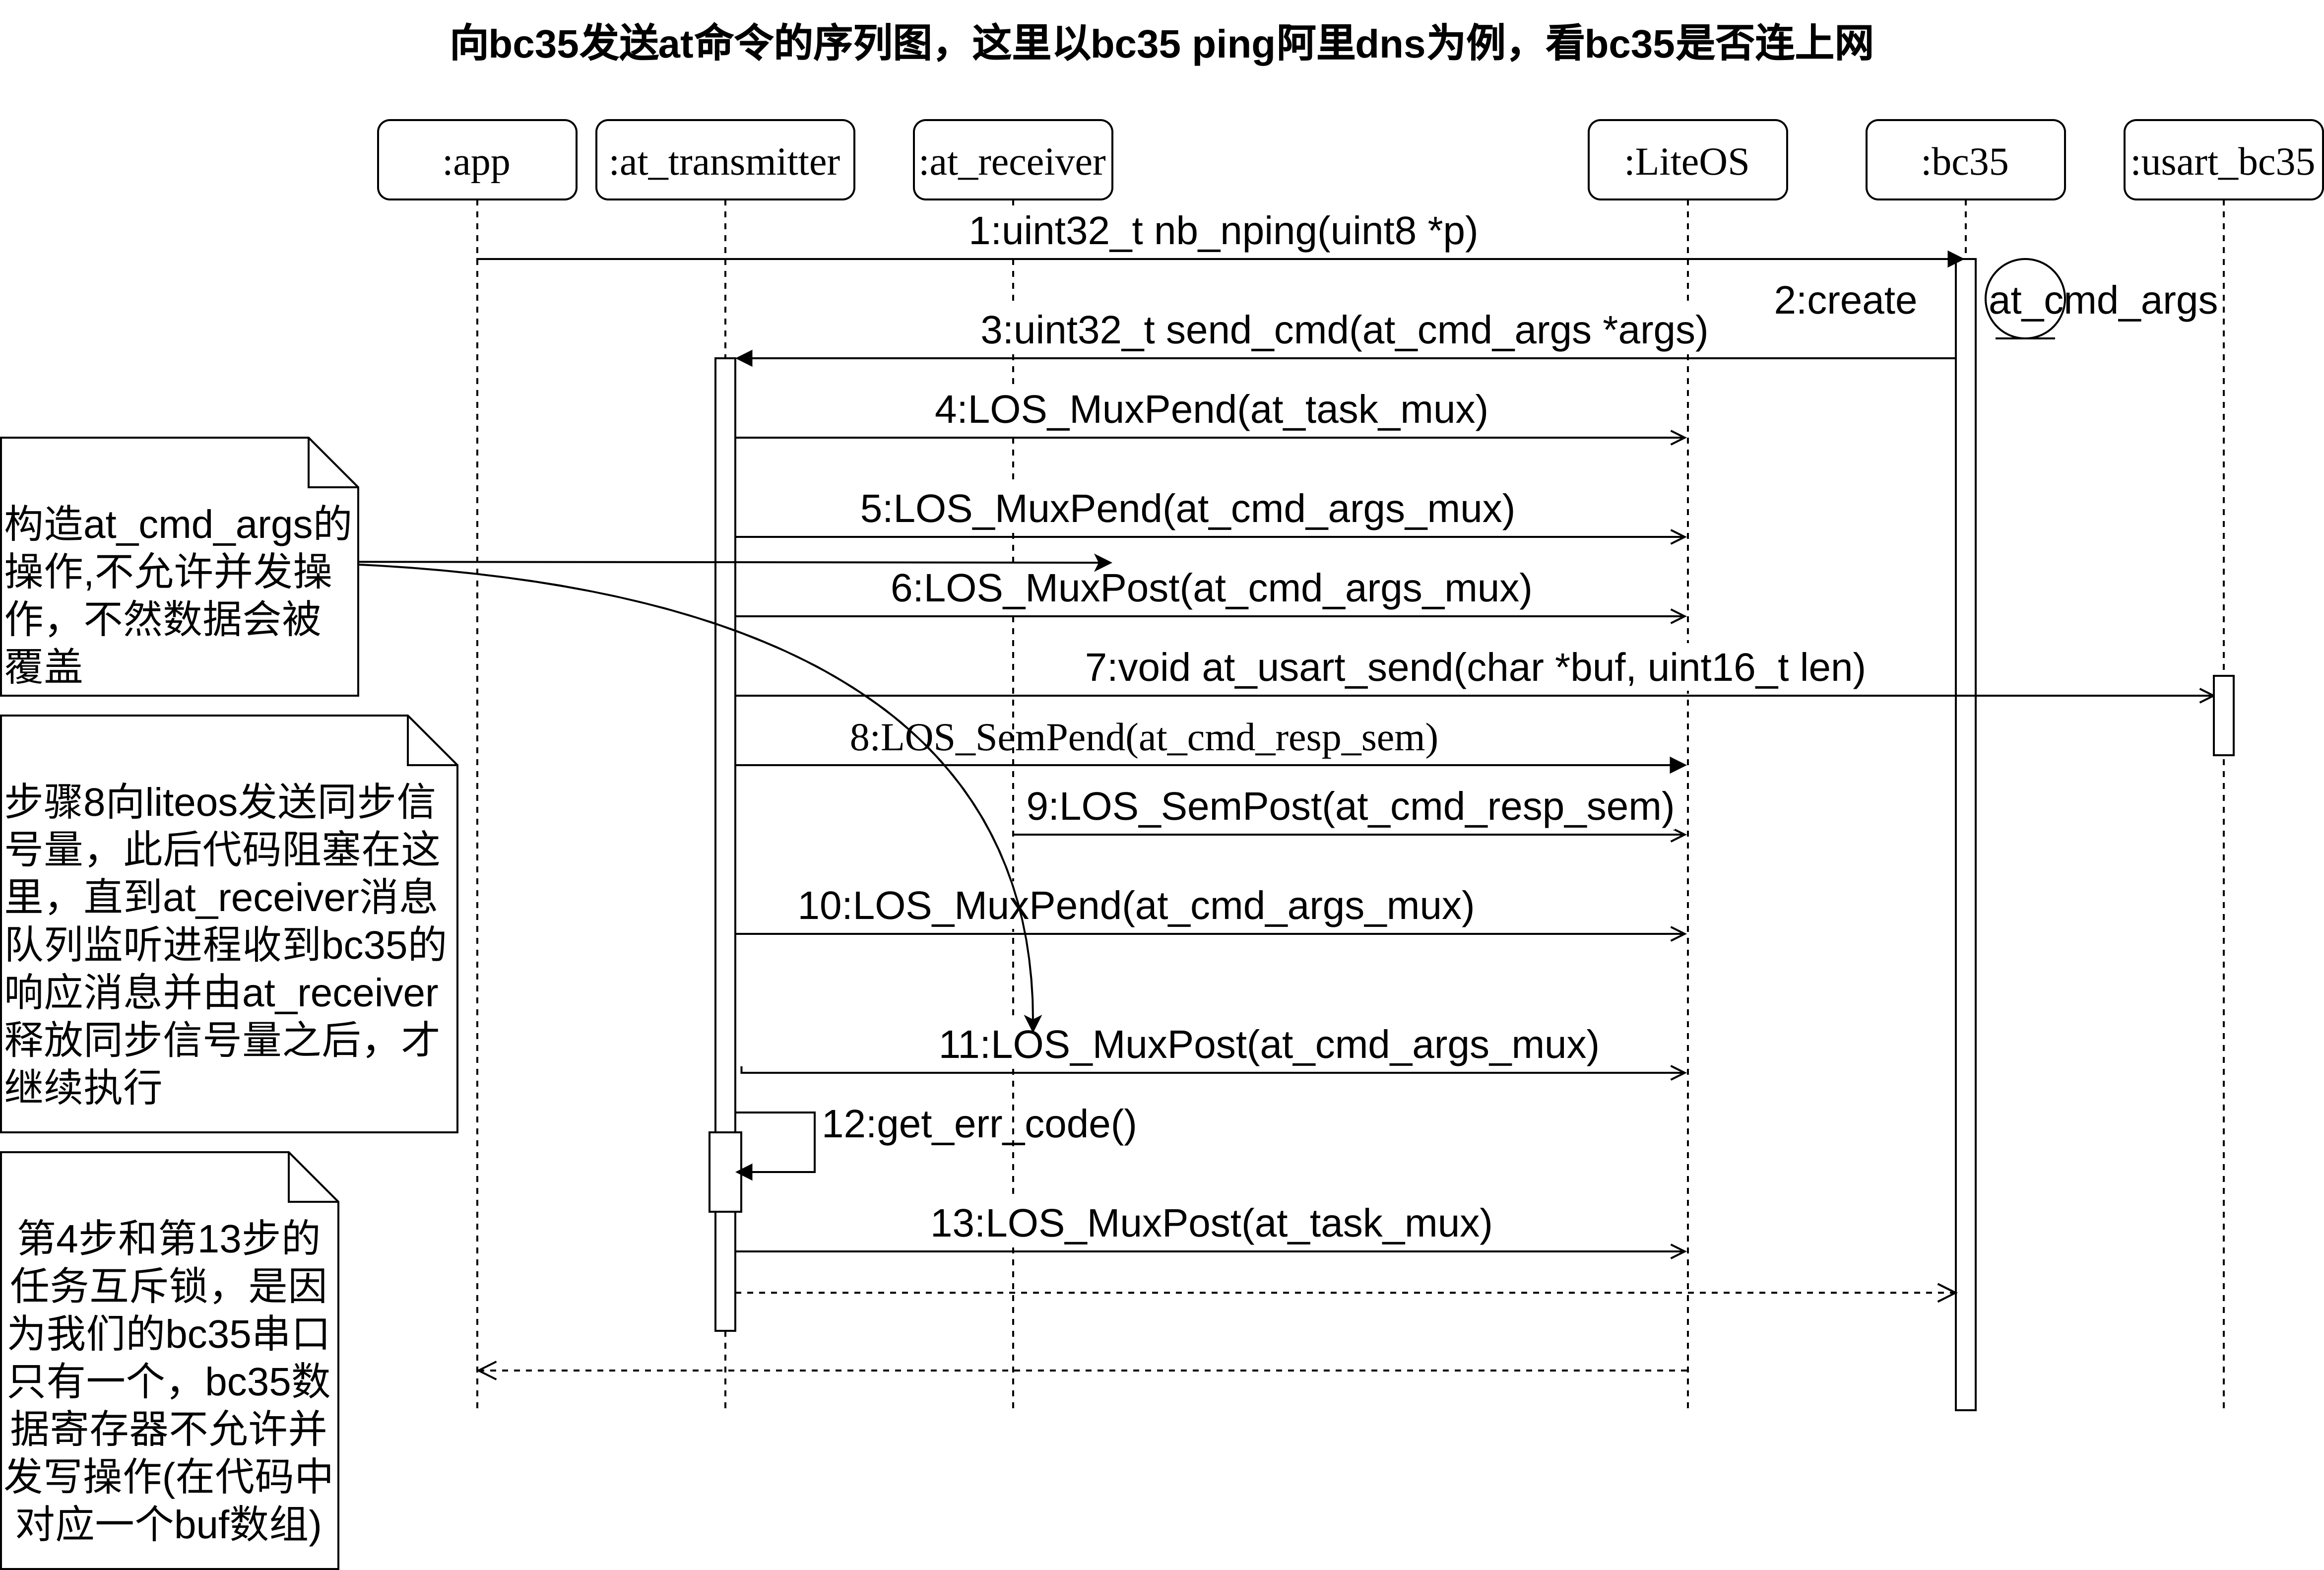 向bc35发送at命令的序列图，这里以bc35 ping阿里dns为例，看bc35是否连上网
:app
:at_transmitter
:at_receiver
:LiteOS
:bc35
:usart_bc35
1:uint32_t nb_nping(uint8 *p)
2:create
at_cmd_args
3:uint32_t send_cmd(at_cmd_args *args)
4:LOS_MuxPend(at_task_mux)
5:LOS_MuxPend(at_cmd_args_mux)
6:LOS_MuxPost(at_cmd_args_mux)
7:void at_usart_send(char *buf, uint16_t len)
8:LOS_SemPend(at_cmd_resp_sem)
9:LOS_SemPost(at_cmd_resp_sem)
10:LOS_MuxPend(at_cmd_args_mux)
11:LOS_MuxPost(at_cmd_args_mux)
12:get_err_code()
13:LOS_MuxPost(at_task_mux)
构造at_cmd_args的
操作,不允许并发操
作，不然数据会被
覆盖
步骤8向liteos发送同步信
号量，此后代码阻塞在这
里，直到at_receiver消息
队列监听进程收到bc35的
响应消息并由at_receiver
释放同步信号量之后，才
继续执行
第4步和第13步的
任务互斥锁，是因
为我们的bc35串口
只有一个，bc35数
据寄存器不允许并
发写操作(在代码中
对应一个buf数组)